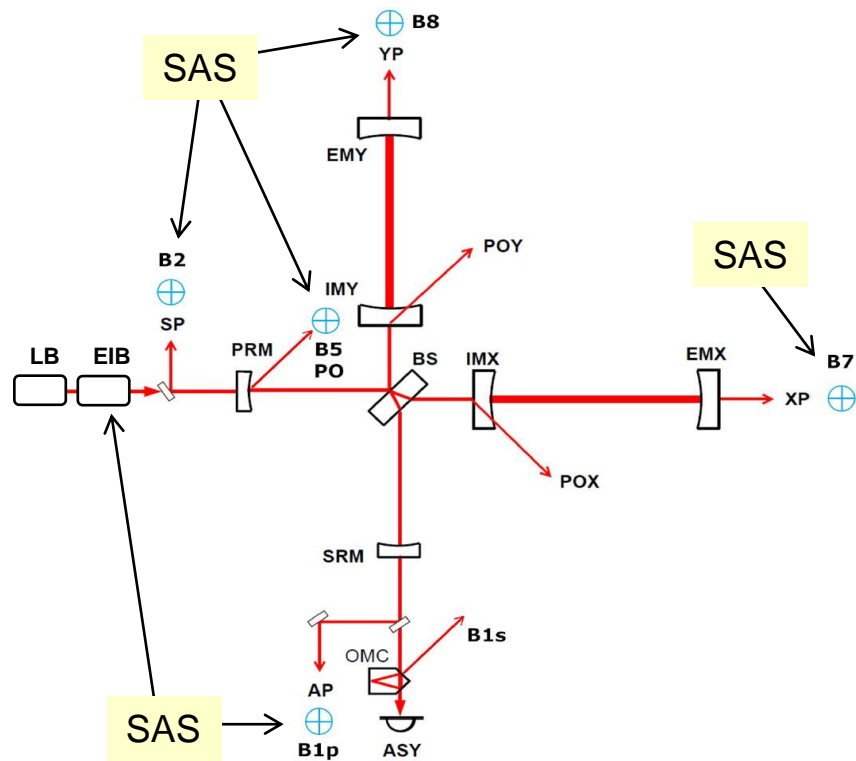 B8
SAS
YP
EMY
SAS
POY
B2
IMY
SP
B5
PO
PRM
BS
IMX
EMX
B7
LB
EIB
XP
POX
SRM
B1s
OMC
AP
SAS
B1p
ASY